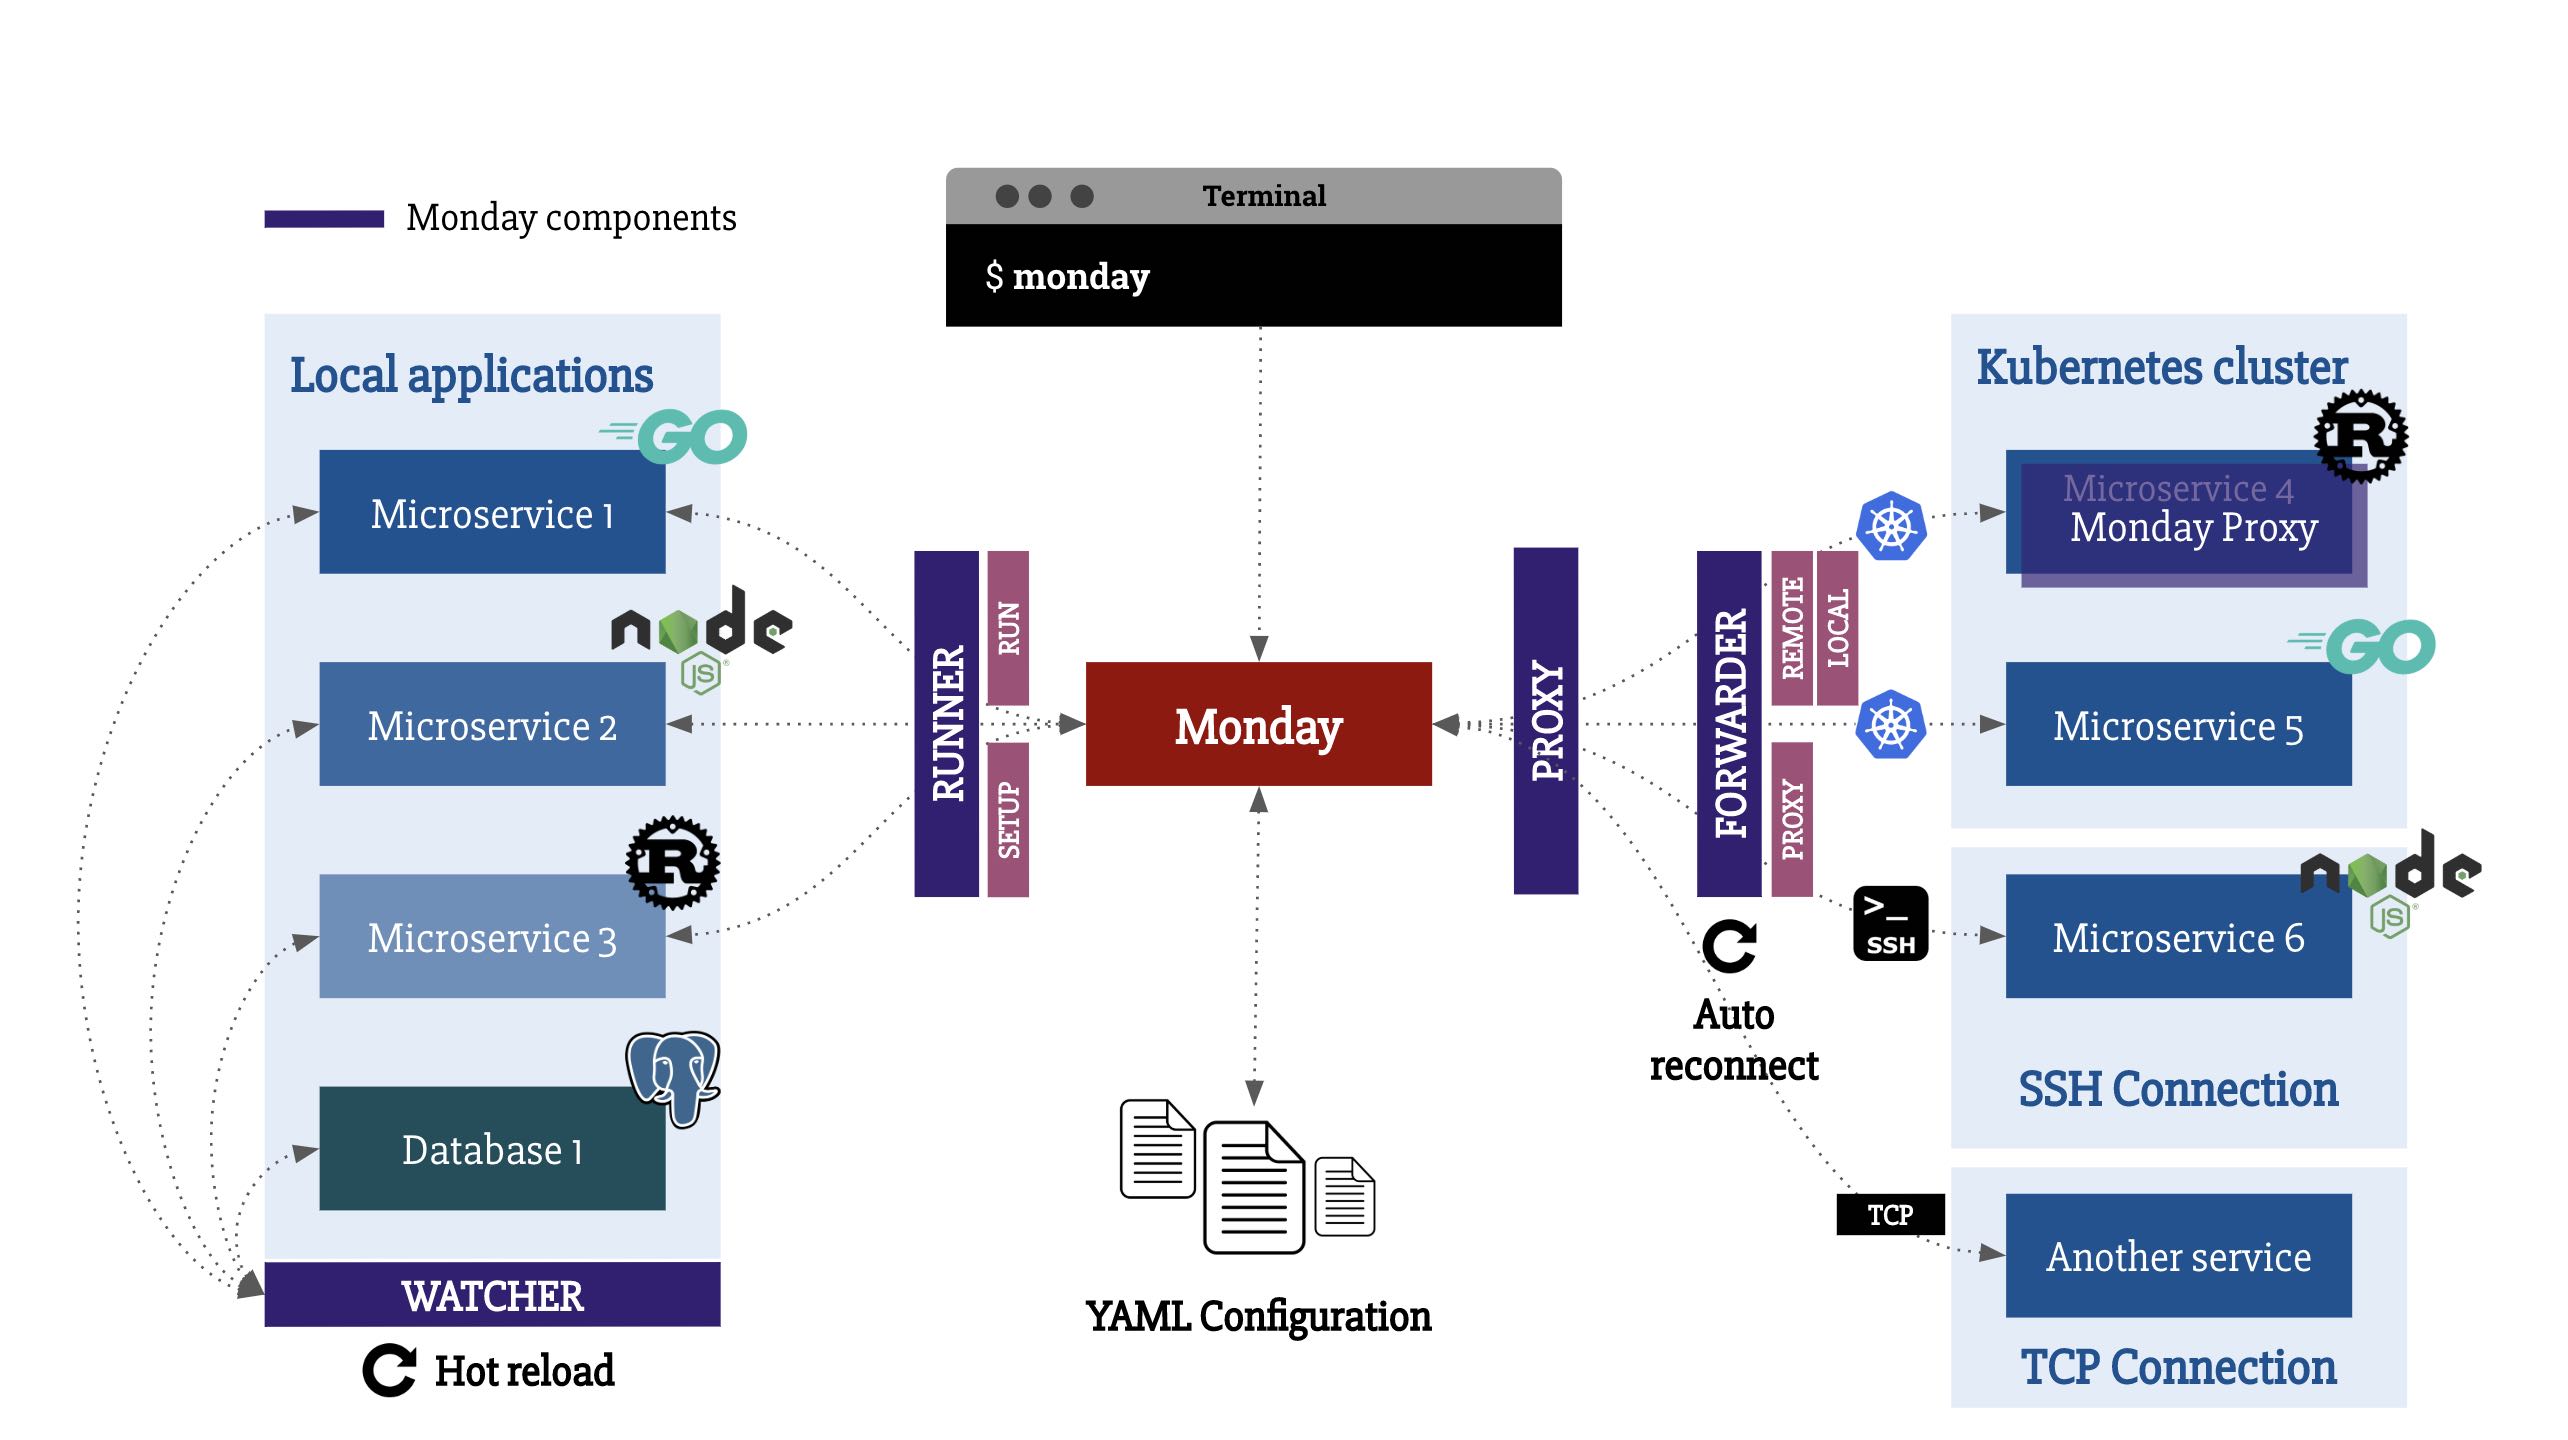 Terminal
Monday components
$ monday
Local applications
GO
Microservice 1
node
JS
Microservice 2
R
Microservice 3
Database 1
WATCHER
Hot reload
RUNNER
RUN
SETUP
Monday
YAML Configuration
PROXY
FORWARDER
REMOTE
LOCAL
PROXY
Auto
reconnect
>_
SSH
TCP
Kubernetes cluster
R
Microservice 4
Monday Proxy
GO
Microservice 5
node
JS
Microservice 6
SSH Connection
Another service
TCP Connection